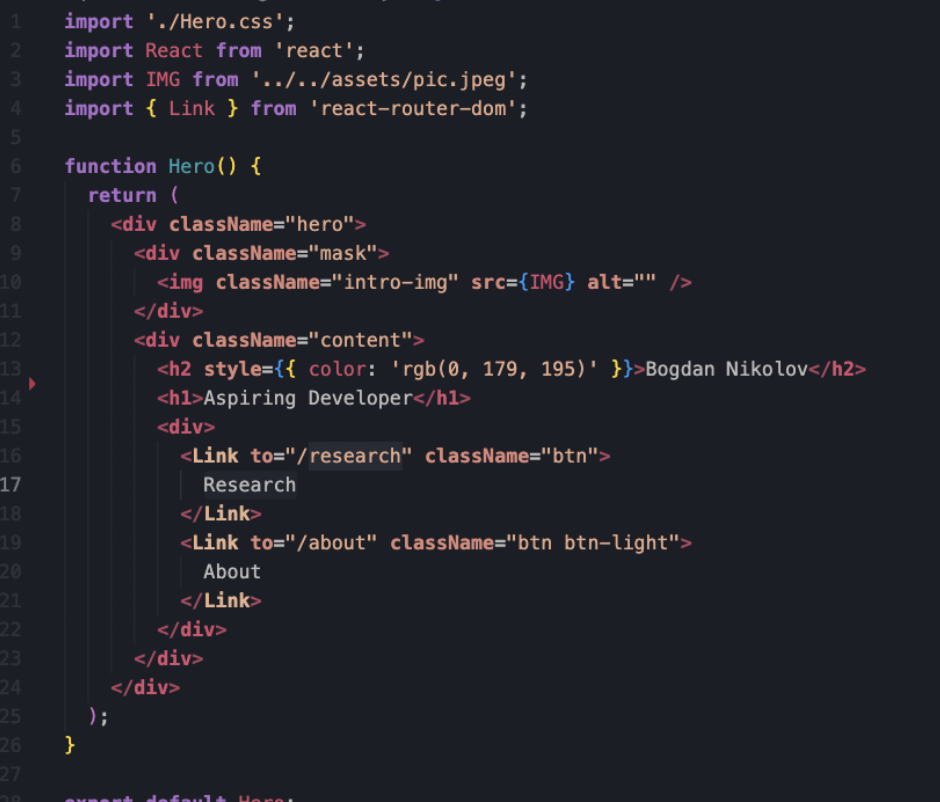 1 import './Hero.css';
2 import React from 'react';
3 import IMG from '../../assets/pic.jpeg';
4 import { Link } from 'react-router-dom';
5
6 function Hero() {
7 return (
8 <div className="hero">
9 <div className="mask">
10 <img className="intro-img" src={IMG} alt="" />
11 </div>
12 <div className="content">
13 <h2 style={{ color: 'rgb(0, 179, 195)' }}>Bogdan Nikolov</h2>
14 <h1>Aspiring Developer</h1>
15 <div>
16 <Link to="/research" className="btn">
17 Research
18 </Link>
19 <Link to="/about" className="btn btn-light">
20 About
21 </Link>
22 </div>
23 </div>
24 </div>
25 );
26 }
27
28 export default Hero;